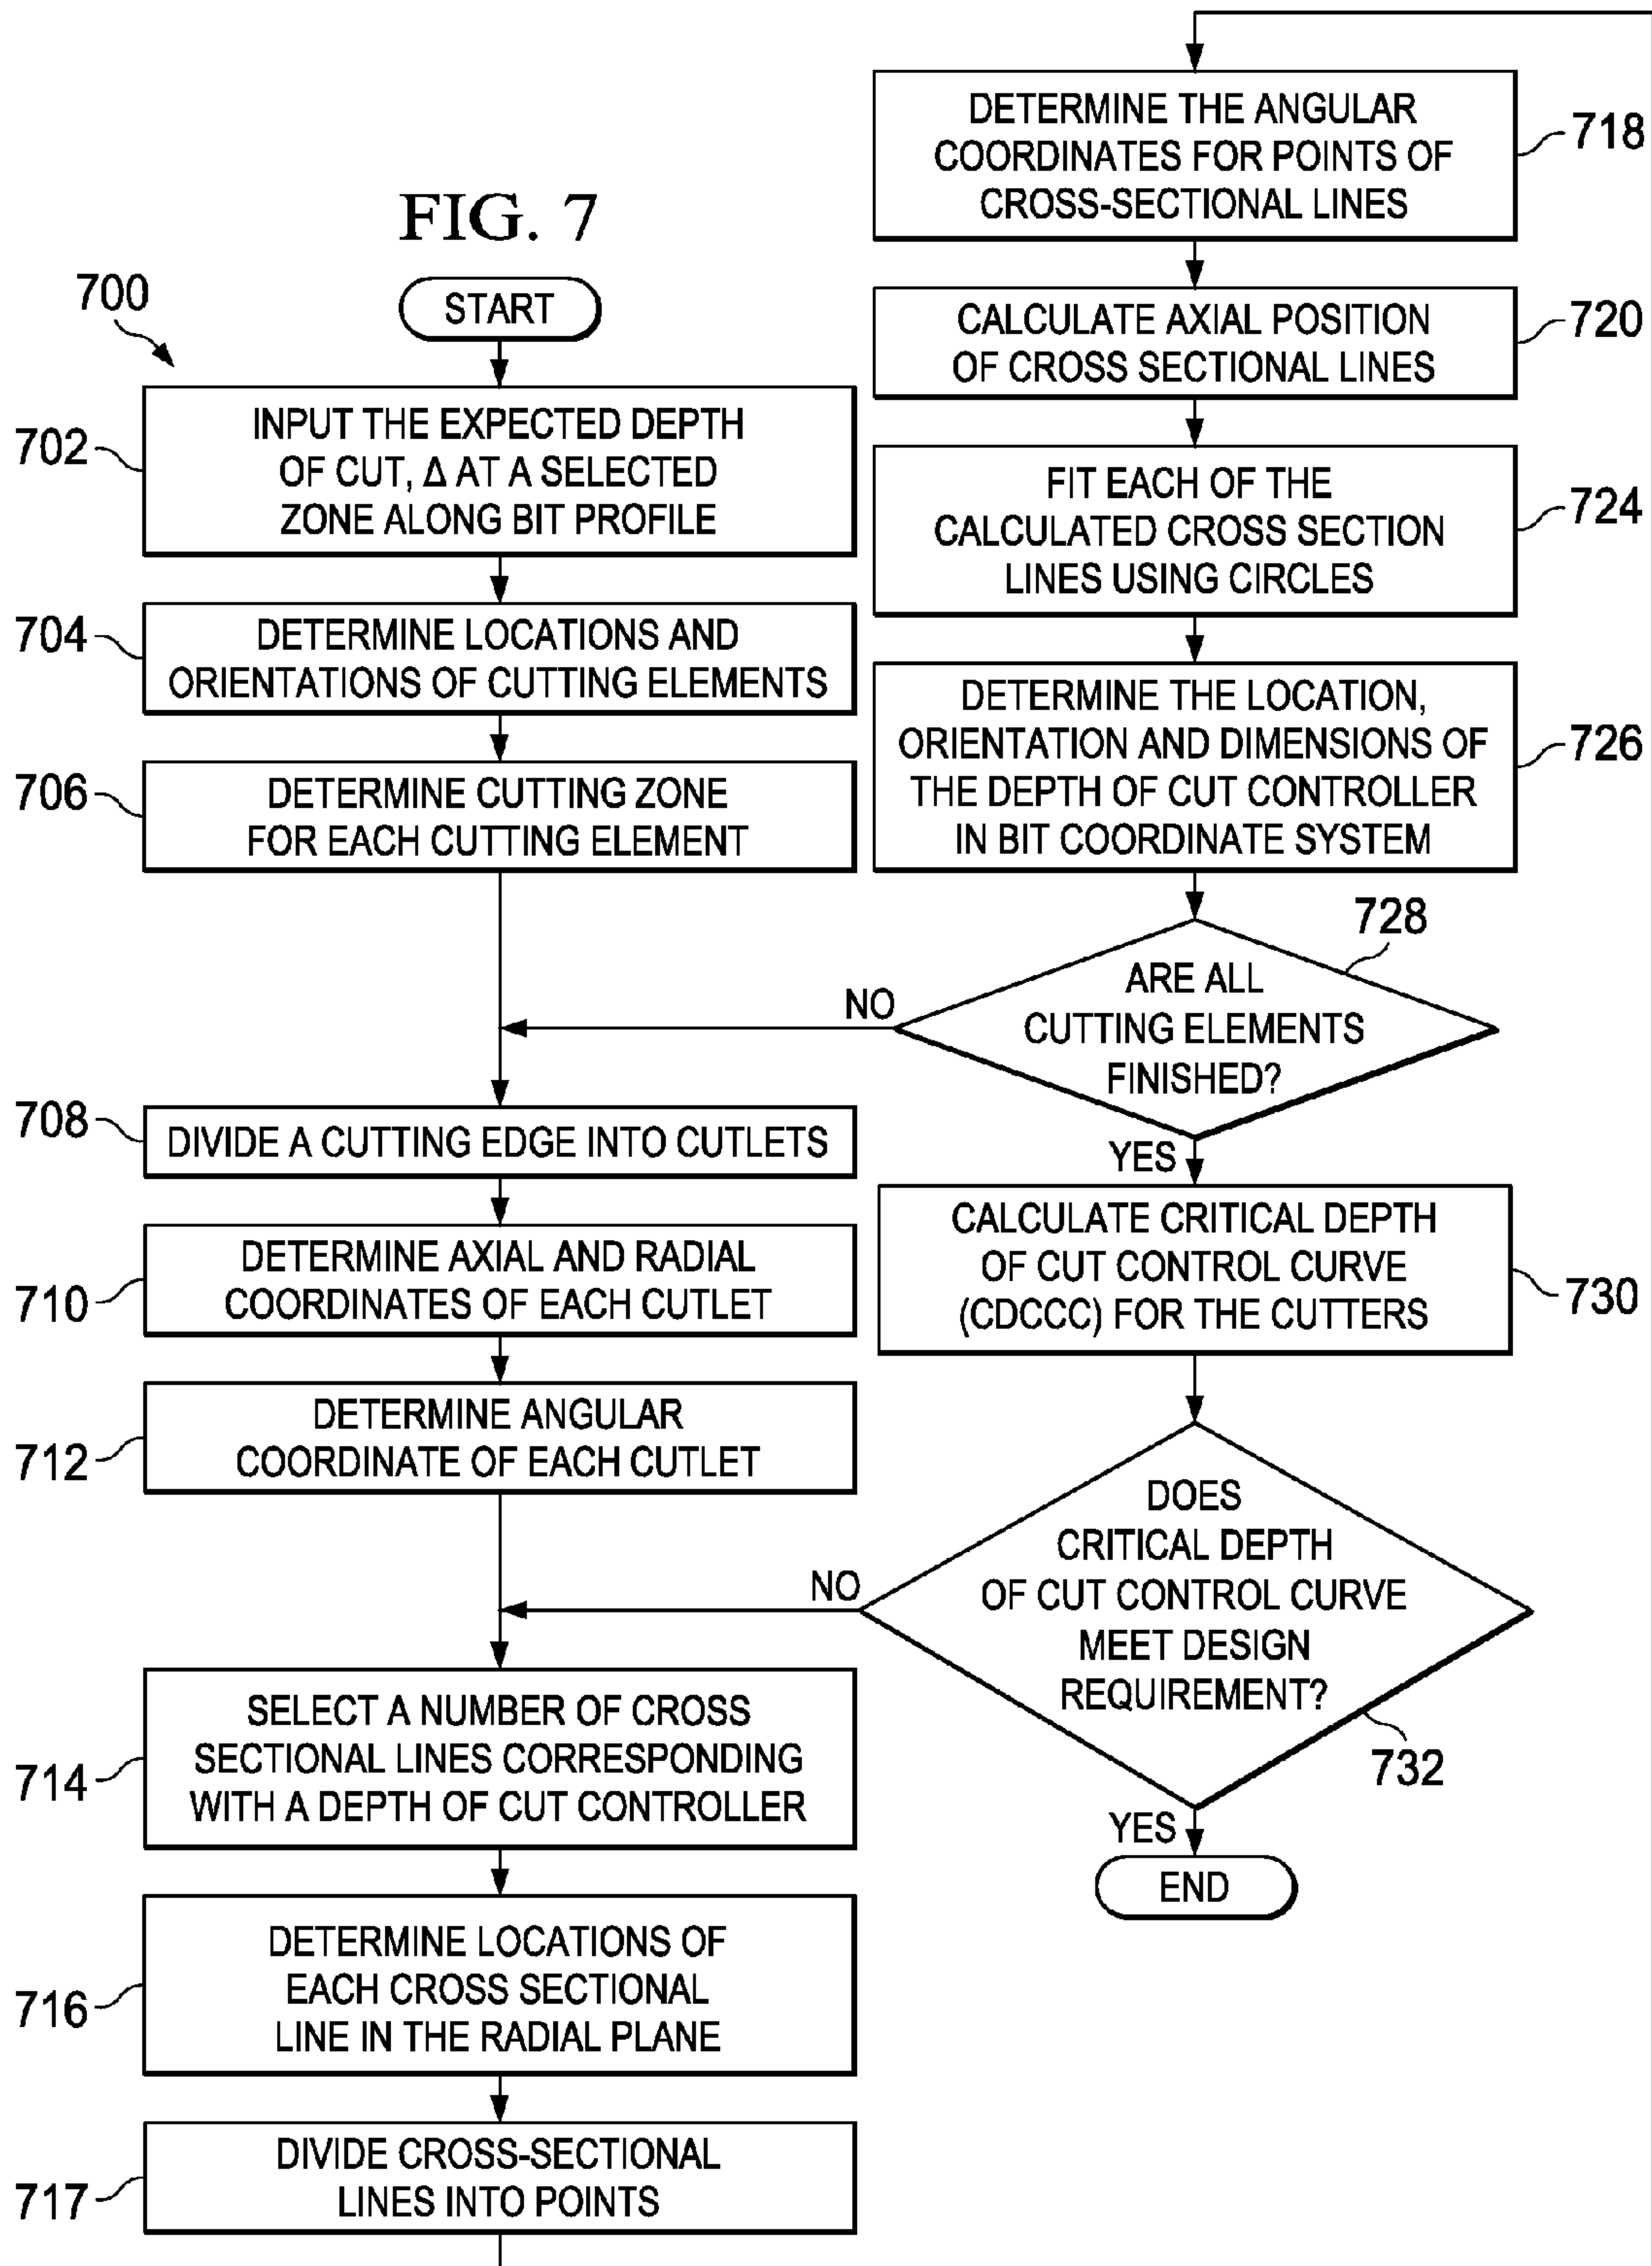 FIG. 7
700
START
702
INPUT THE EXPECTED DEPTH
OF CUT, Δ AT A SELECTED
ZONE ALONG BIT PROFILE
704
DETERMINE LOCATIONS AND
ORIENTATIONS OF CUTTING ELEMENTS
706
DETERMINE CUTTING ZONE
FOR EACH CUTTING ELEMENT
708
DIVIDE A CUTTING EDGE INTO CUTLETS
710
DETERMINE AXIAL AND RADIAL
COORDINATES OF EACH CUTLET
712
DETERMINE ANGULAR
COORDINATE OF EACH CUTLET
714
SELECT A NUMBER OF CROSS
SECTIONAL LINES CORRESPONDING
WITH A DEPTH OF CUT CONTROLLER
716
DETERMINE LOCATIONS OF
EACH CROSS SECTIONAL
LINE IN THE RADIAL PLANE
717
DIVIDE CROSS-SECTIONAL
LINES INTO POINTS
DETERMINE THE ANGULAR
COORDINATES FOR POINTS OF
CROSS-SECTIONAL LINES
718
CALCULATE AXIAL POSITION
OF CROSS SECTIONAL LINES
720
FIT EACH OF THE
CALCULATED CROSS SECTION
LINES USING CIRCLES
724
DETERMINE THE LOCATION,
ORIENTATION AND DIMENSIONS OF
THE DEPTH OF CUT CONTROLLER
IN BIT COORDINATE SYSTEM
726
728
ARE ALL
CUTTING ELEMENTS
FINISHED?
NO
YES
CALCULATE CRITICAL DEPTH
OF CUT CONTROL CURVE
(CDCCC) FOR THE CUTTERS
730
DOES
CRITICAL DEPTH
OF CUT CONTROL CURVE
MEET DESIGN
REQUIREMENT?
732
NO
YES
END